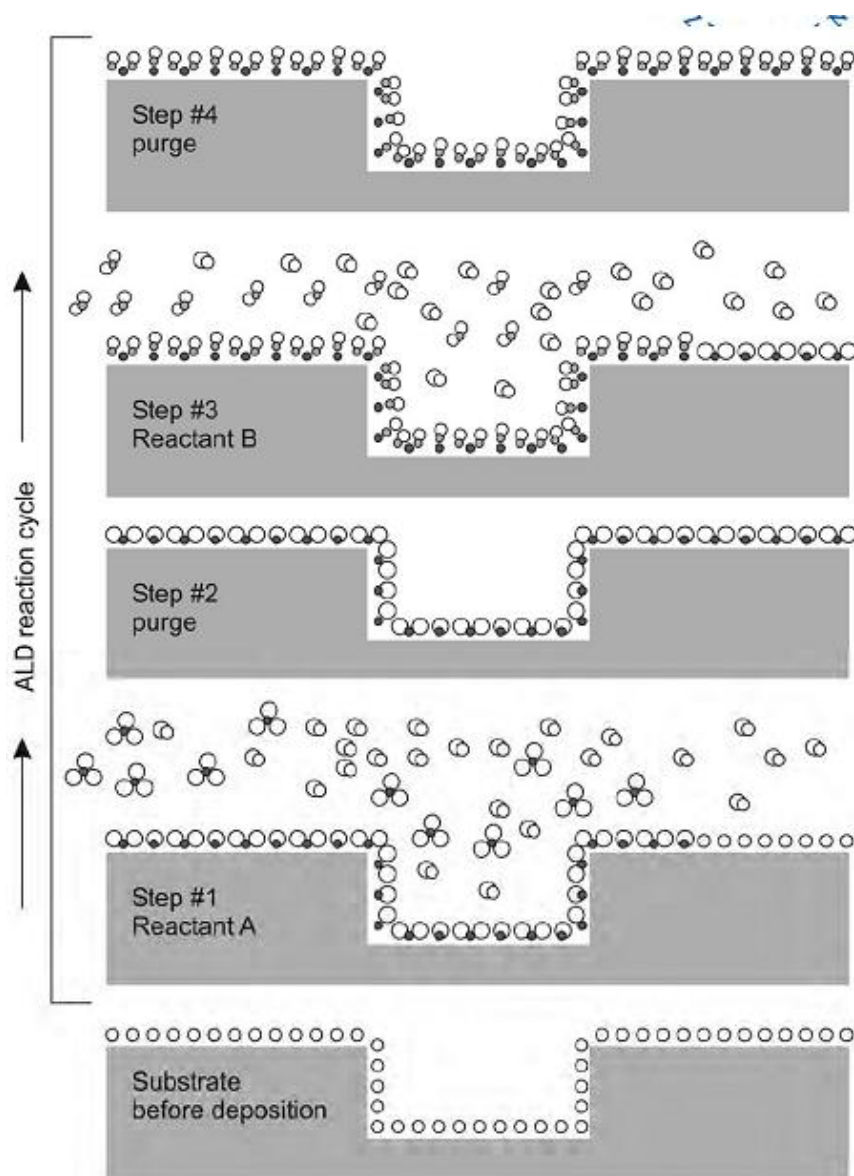 Step #4
purge
Step #3
Reactant B
ALD reaction cycle
Step #2
purge
Step #1
Reactant A
Substrate
before deposition